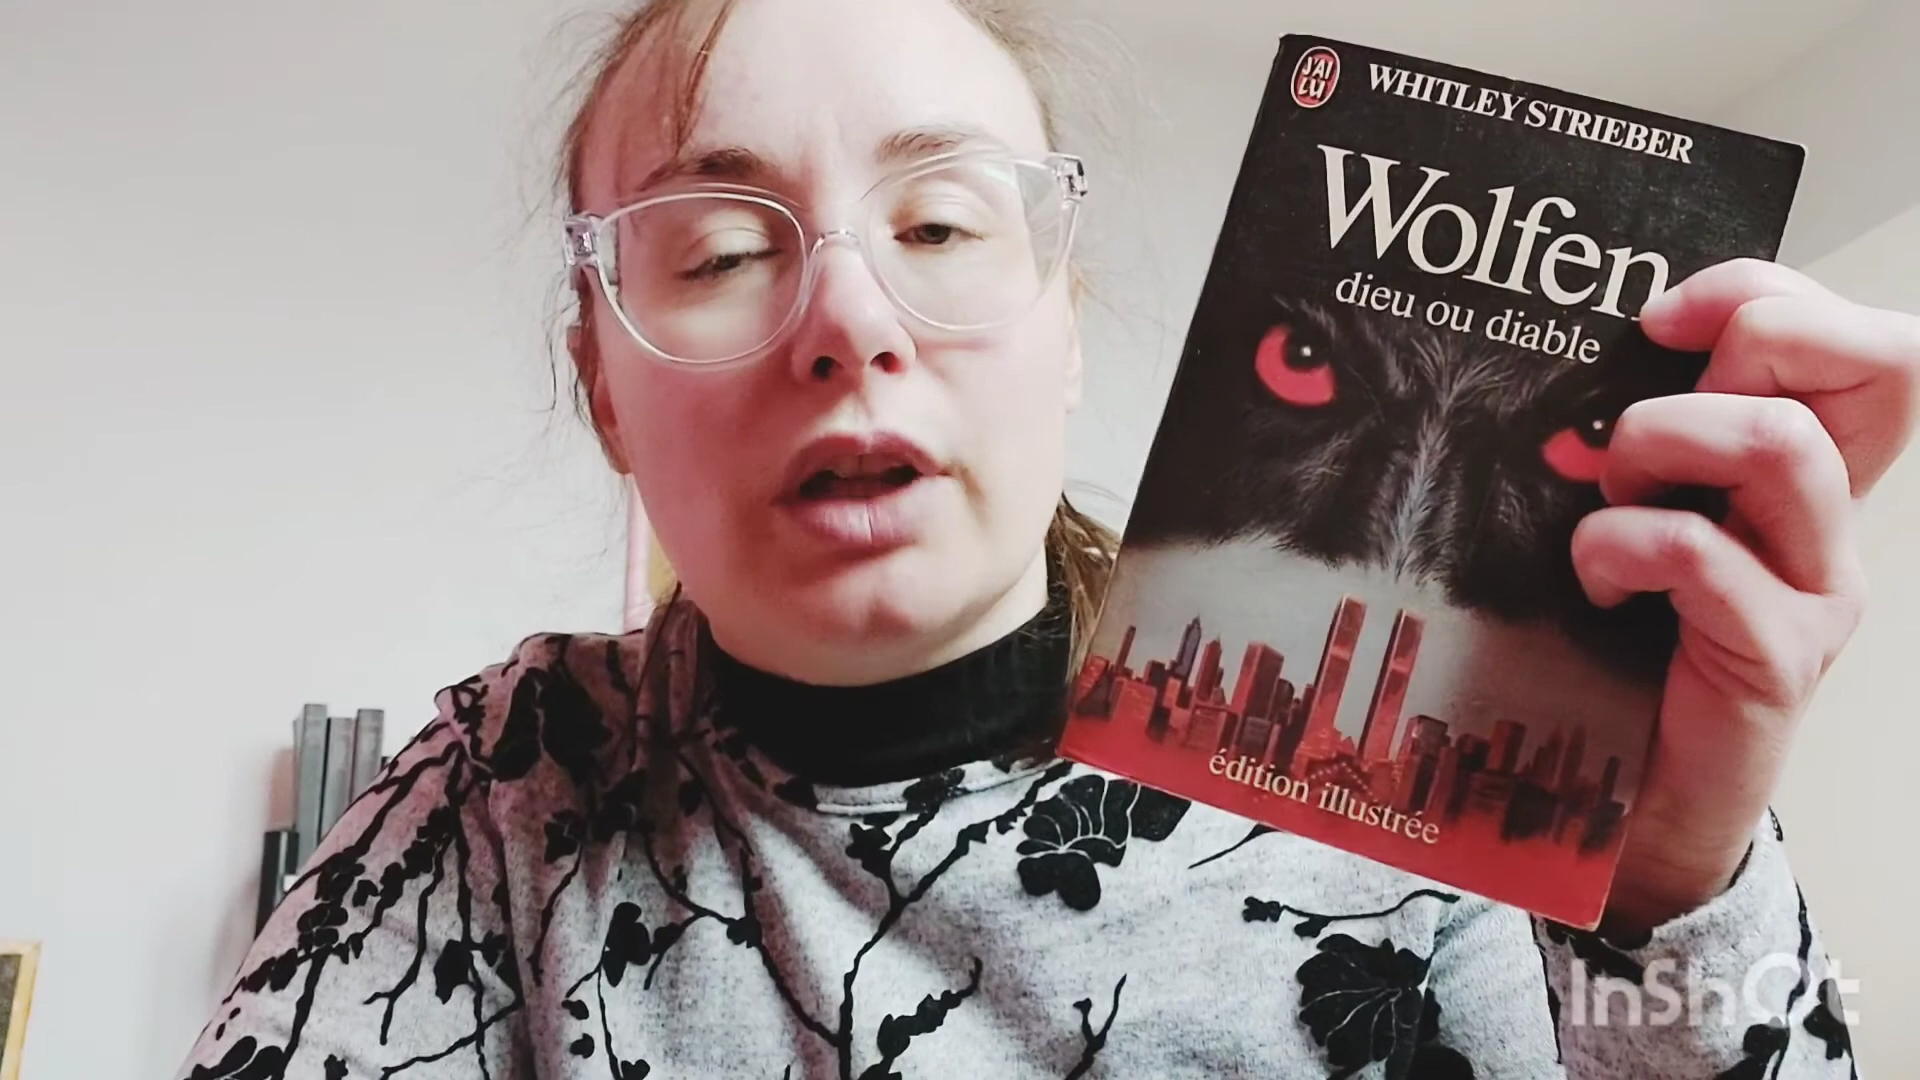 J'AI
LU
WHITLEY STRIEBER
Wolfen
dieu ou diable
édition illustrée
InShOt